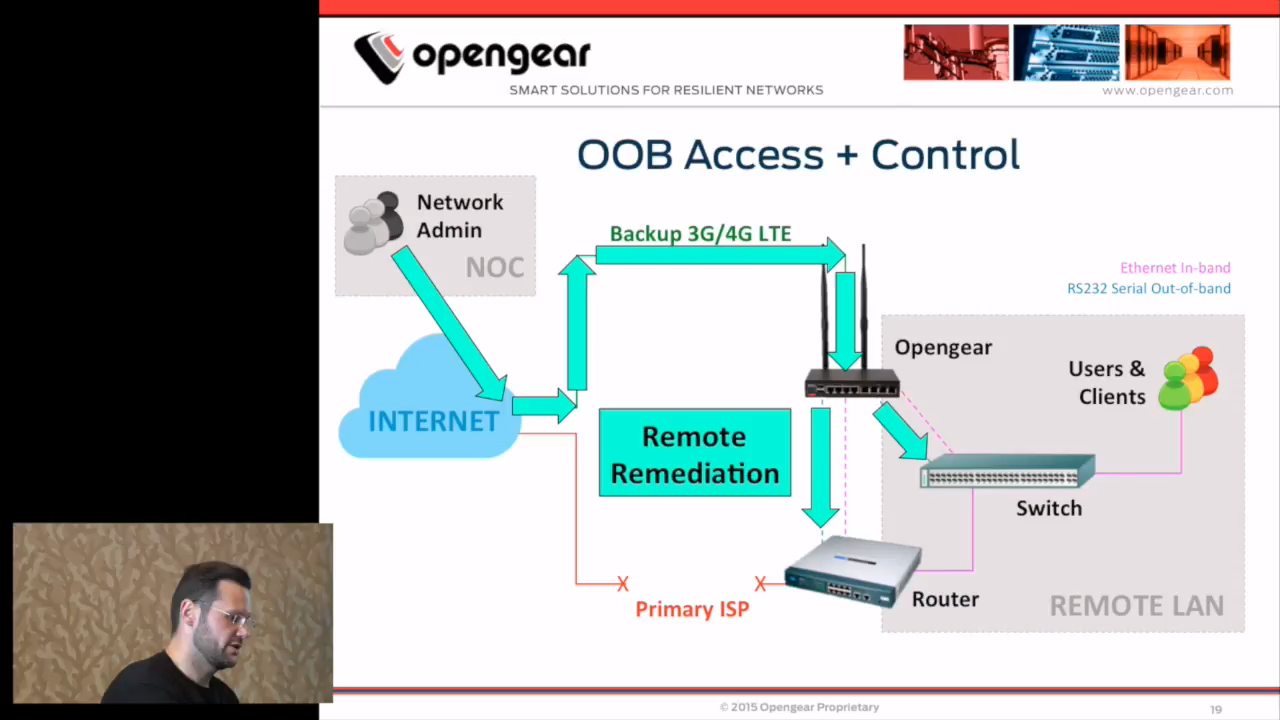 opengear
SMART SOLUTIONS FOR RESILIENT NETWORKS
www.opengear.com
OOB Access + Control
Network
Admin
NOC
Backup 3G/4G LTE
Ethernet In-band
RS232 Serial Out-of-band
Opengear
Users &
Clients
INTERNET
Remote
Remediation
Switch
Router
Primary ISP
X
X
REMOTE LAN
© 2015 Opengear Proprietary
19